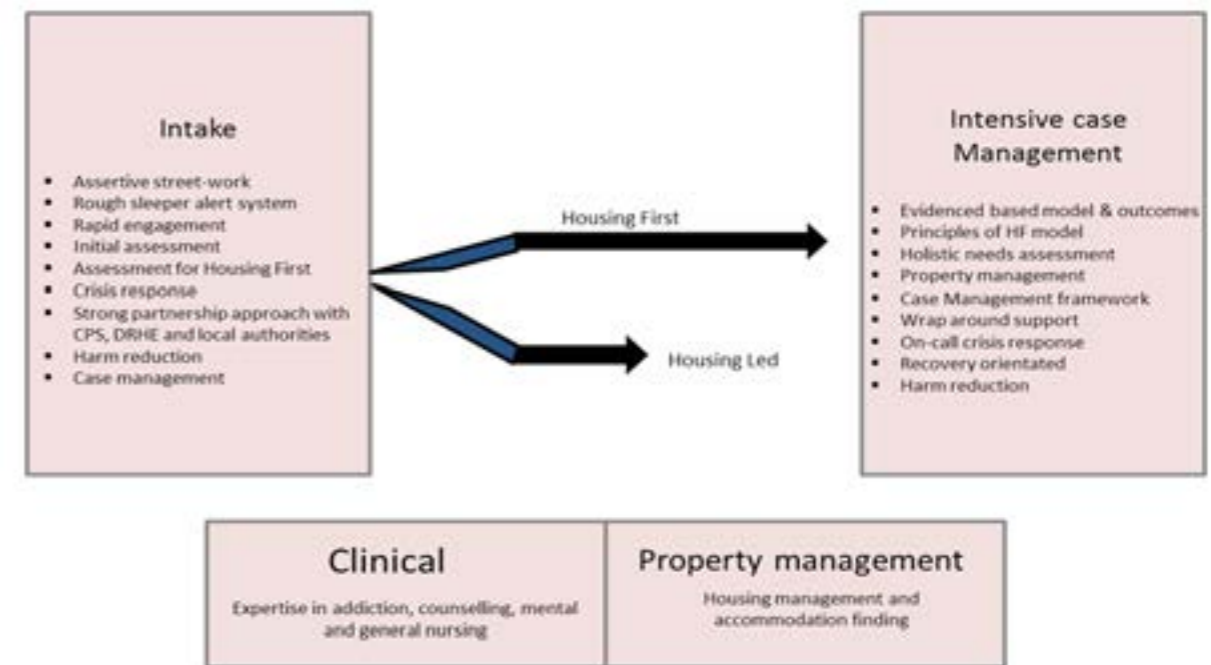 Intake
▪ Assertive street-work
▪ Rough sleeper alert system
▪ Rapid engagement
▪ Initial assessment
▪ Assessment for Housing First
▪ Crisis response
▪ Strong partnership approach with
CPS, DRHE and local authorities
▪ Harm reduction
▪ Case management
Housing First
Housing Led
Intensive case
Management
▪ Evidenced based model & outcomes
▪ Principles of HF model
▪ Holistic needs assessment
▪ Property management
▪ Case Management framework
▪ Wrap around support
▪ On-call crisis response
▪ Recovery orientated
▪ Harm reduction
Clinical
Expertise in addiction, counselling, mental
and general nursing
Property management
Housing management and
accommodation finding